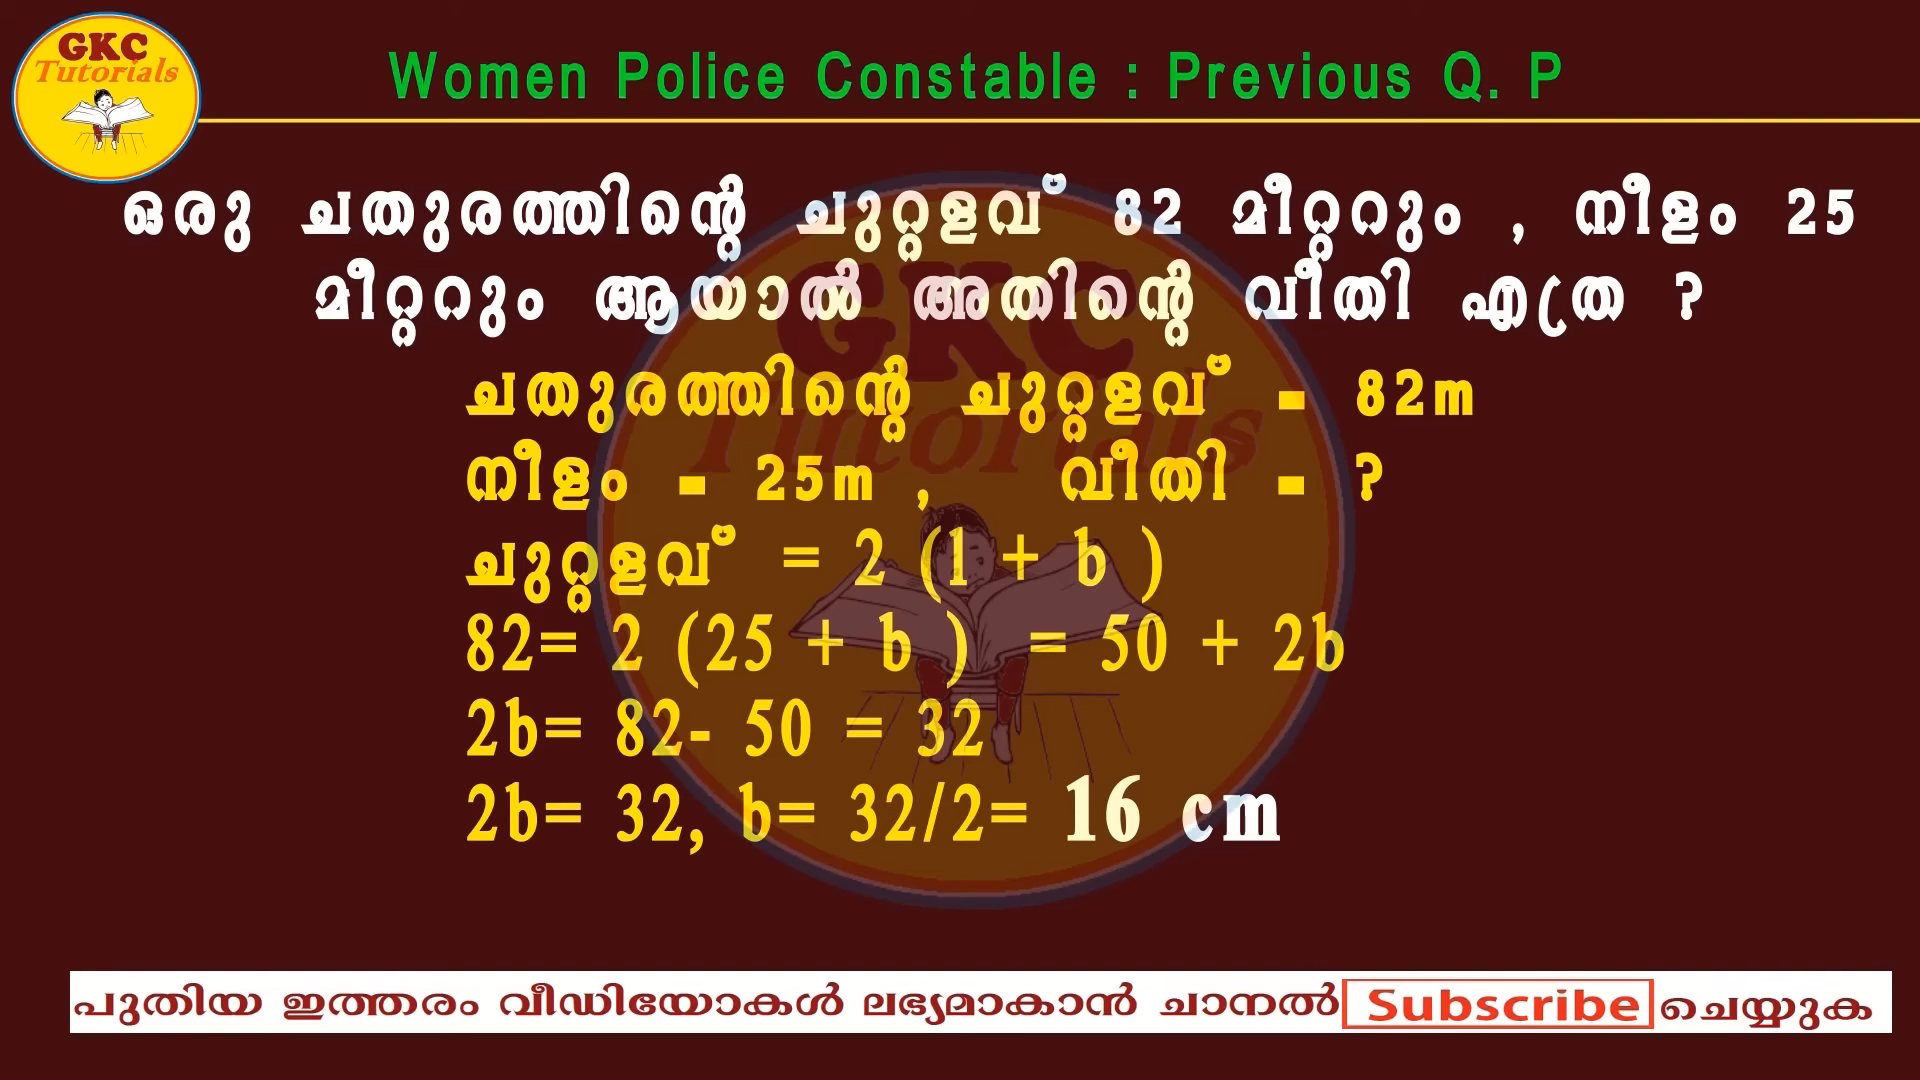 GKC
Tutorials
Women Police Constable : Previous Q. P
ഒരു ചതുരത്തിന്റെ ചുറ്റളവ് 82 മീറ്ററും , നീളം 25
മീറ്ററും ആയാൽ അതിന്റെ വീതി എത്ര ?
ചതുരത്തിന്റെ ചുറ്റളവ് - 82m
നീളം - 25m , വീതി - ?
ചുറ്റളവ് = 2 (l + b )
82= 2 (25 + b ) = 50 + 2b
2b= 82- 50 = 32
2b= 32, b= 32/2= 16 cm
GKC
Tutorials
പുതിയ ഇത്തരം വീഡിയോകൾ ലഭ്യമാകാൻ ചാനൽ Subscribe ചെയ്യുക